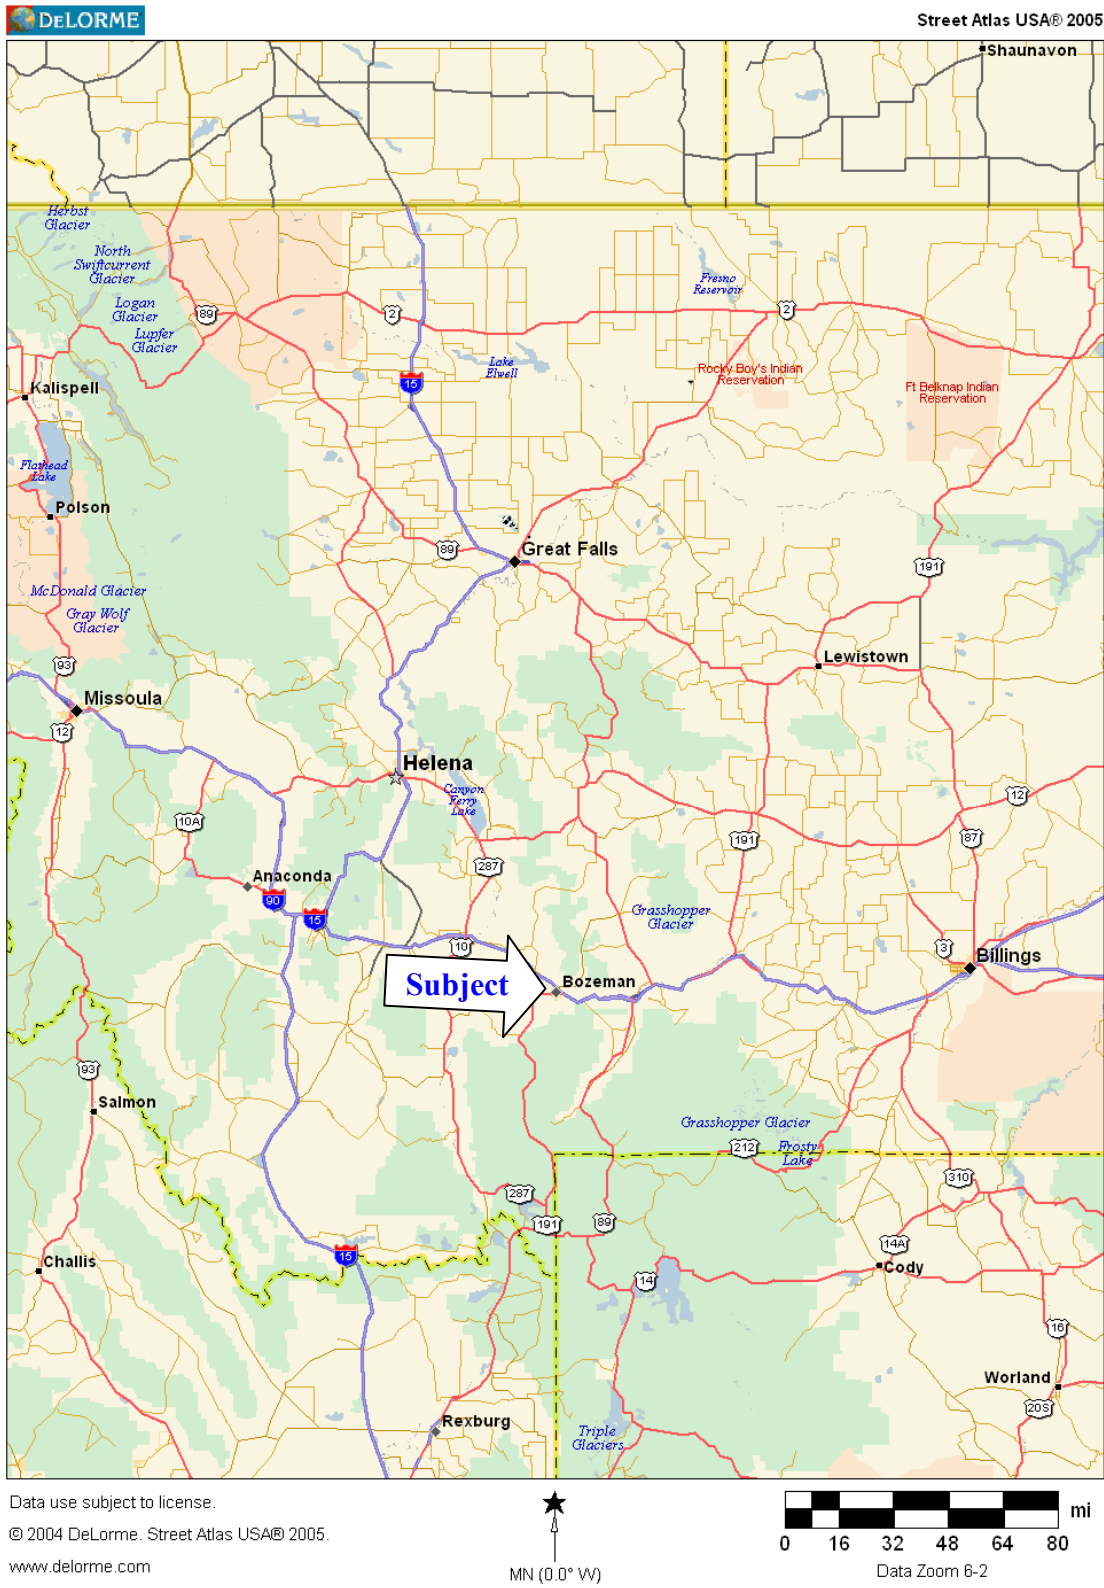 DELORME
Street Atlas USA® 2005
Shaunavon
Herbst
Glacier
North
Swiftcurrent
Glacier
Logan
Glacier
Lupfer
Glacier
89
2
Fresno
Reservoir
2
Lake
Elwell
15
Rocky Boy's Indian
Reservation
Ft Belknap Indian
Reservation
Kalispell
Flathead
Lake
Polson
89
Great Falls
191
McDonald Glacier
Gray Wolf
Glacier
93
Lewistown
Missoula
12
Helena
Canyon
Ferry
Lake
12
10A
191
87
287
Anaconda
90
15
Grasshopper
Glacier
10
3
Billings
Subject
Bozeman
93
Salmon
Grasshopper Glacier
212
Frosty
Lake
310
287
191
89
14A
15
Challis
14
Cody
16
Worland
20S
Rexburg
Triple
Glaciers
Data use subject to license.
© 2004 DeLorme. Street Atlas USA® 2005.
www.delorme.com
MN (0.0° W)
mi
0 16 32 48 64 80
Data Zoom 6-2